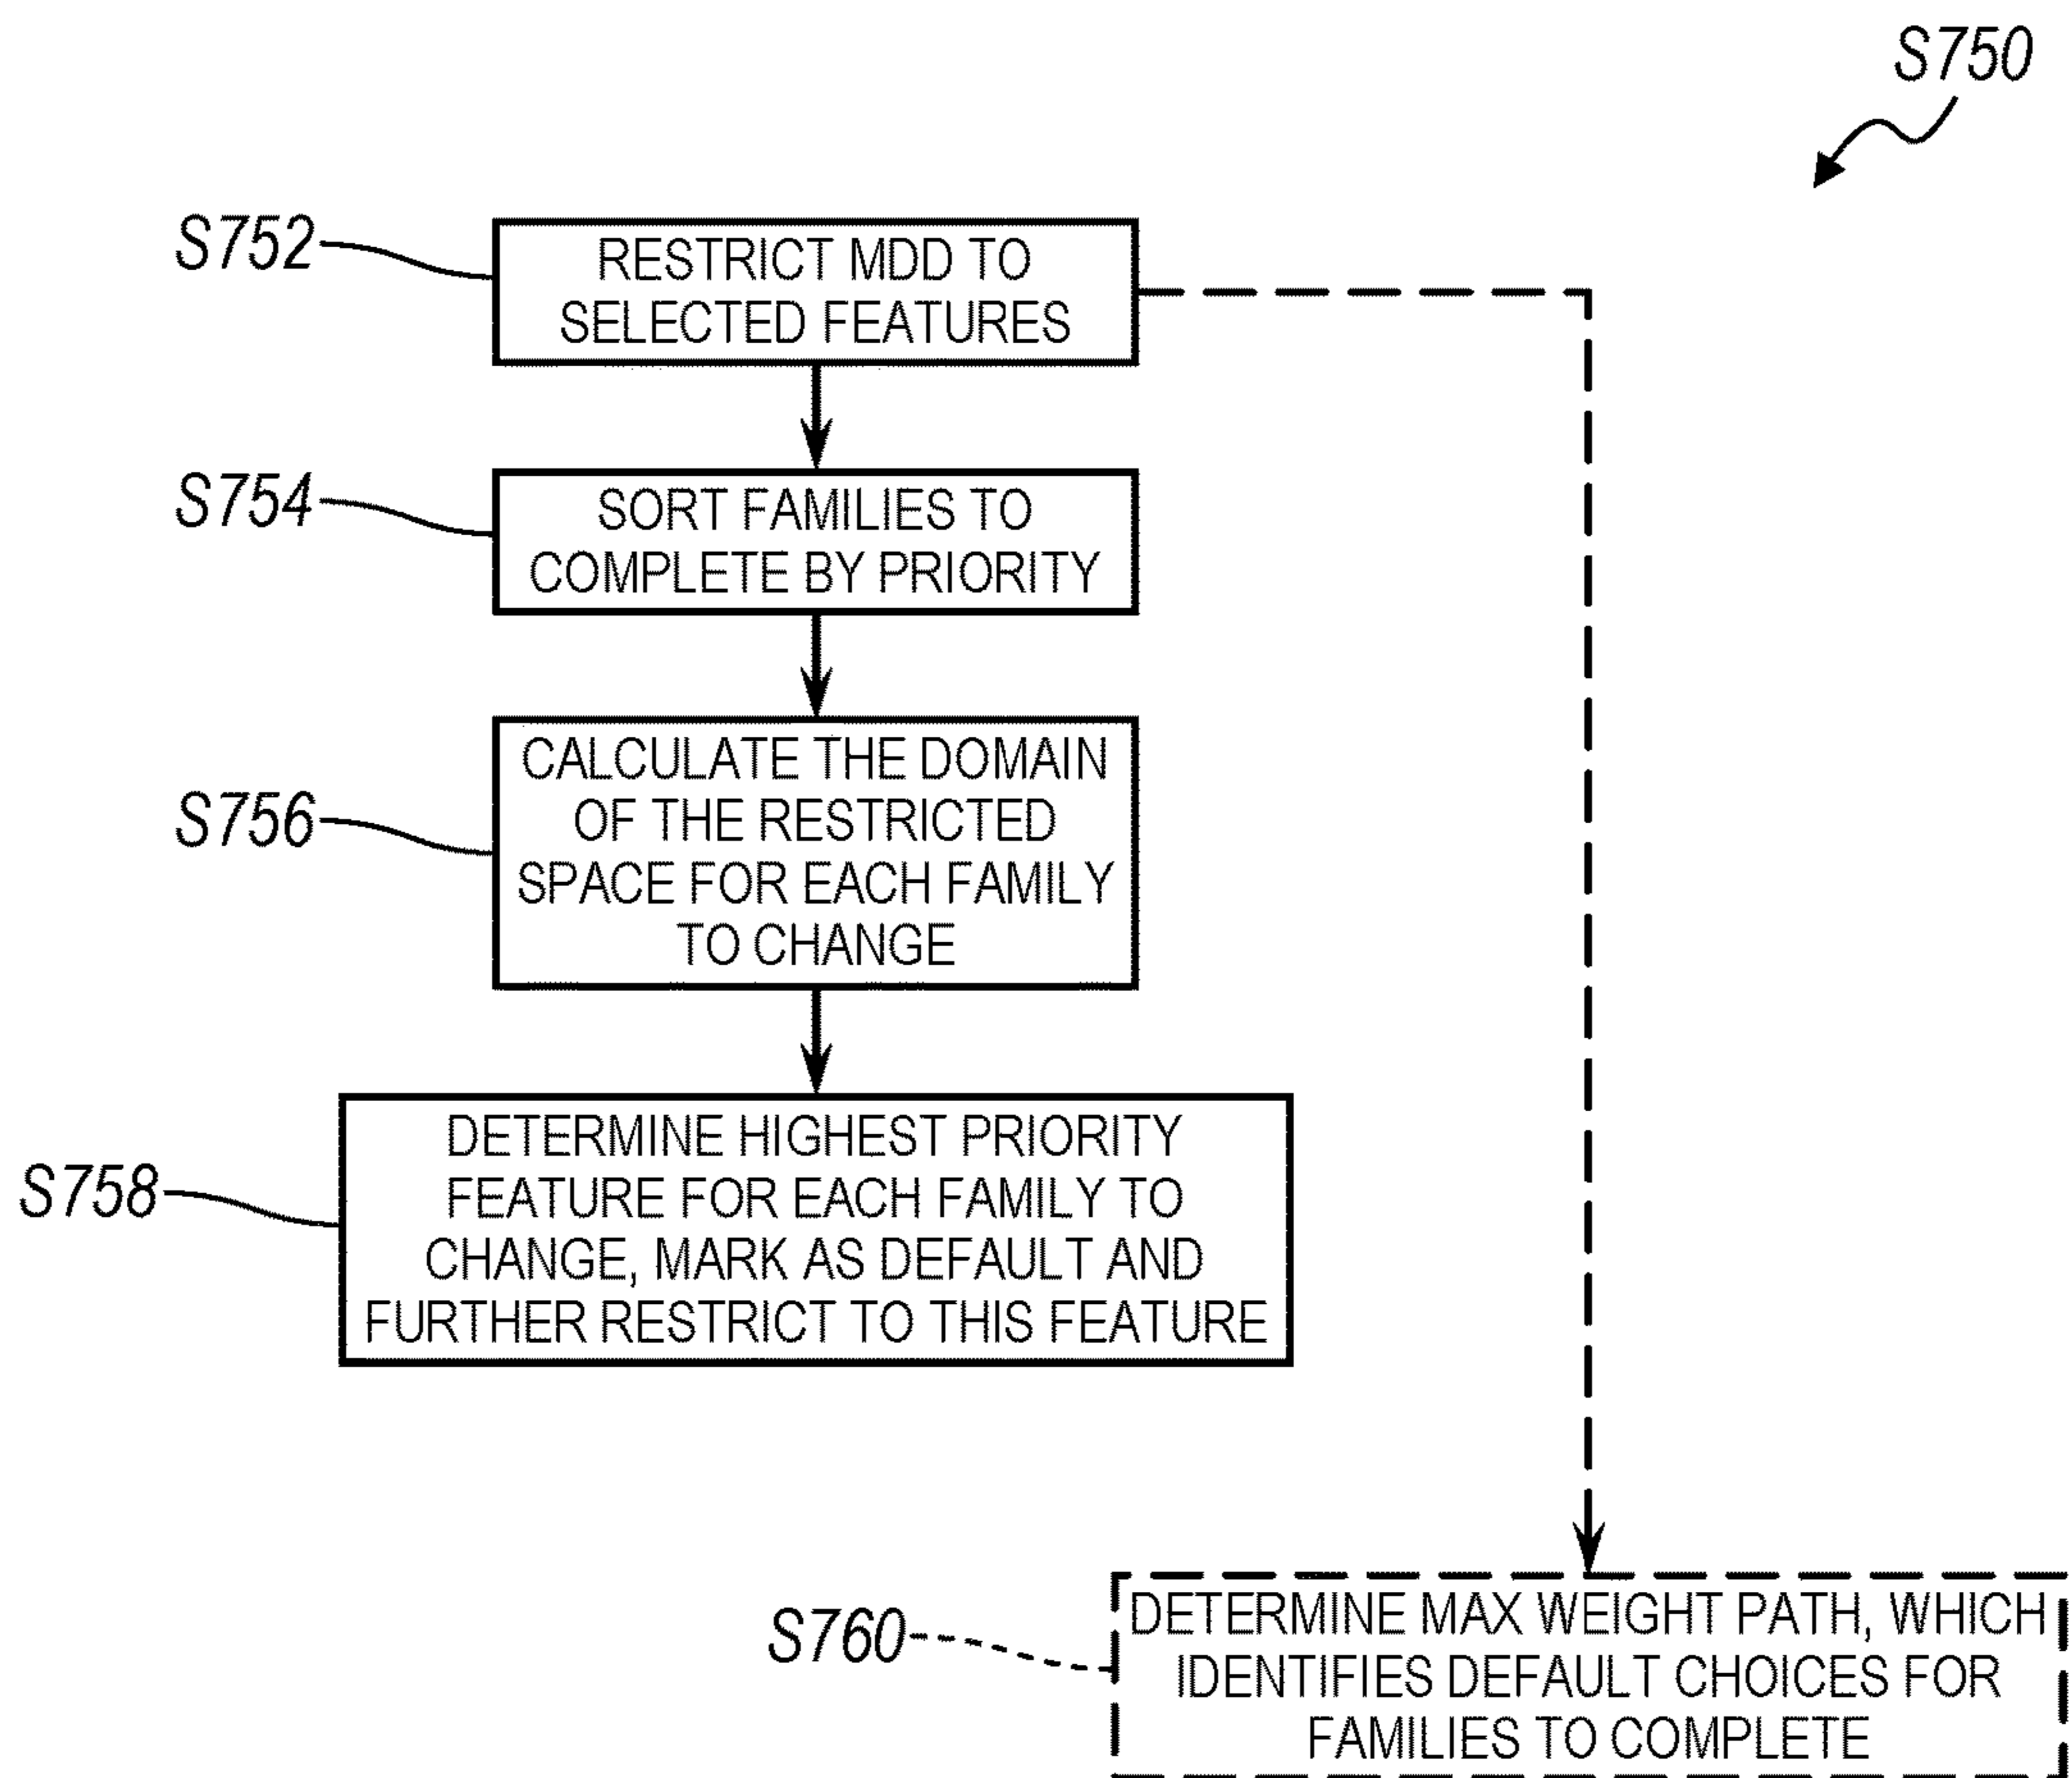 S750
S752
RESTRICT MDD TO
SELECTED FEATURES
S754
SORT FAMILIES TO
COMPLETE BY PRIORITY
S756
CALCULATE THE DOMAIN
OF THE RESTRICTED
SPACE FOR EACH FAMILY
TO CHANGE
S758
DETERMINE HIGHEST PRIORITY
FEATURE FOR EACH FAMILY TO
CHANGE, MARK AS DEFAULT AND
FURTHER RESTRICT TO THIS FEATURE
S760
DETERMINE MAX WEIGHT PATH, WHICH
IDENTIFIES DEFAULT CHOICES FOR
FAMILIES TO COMPLETE